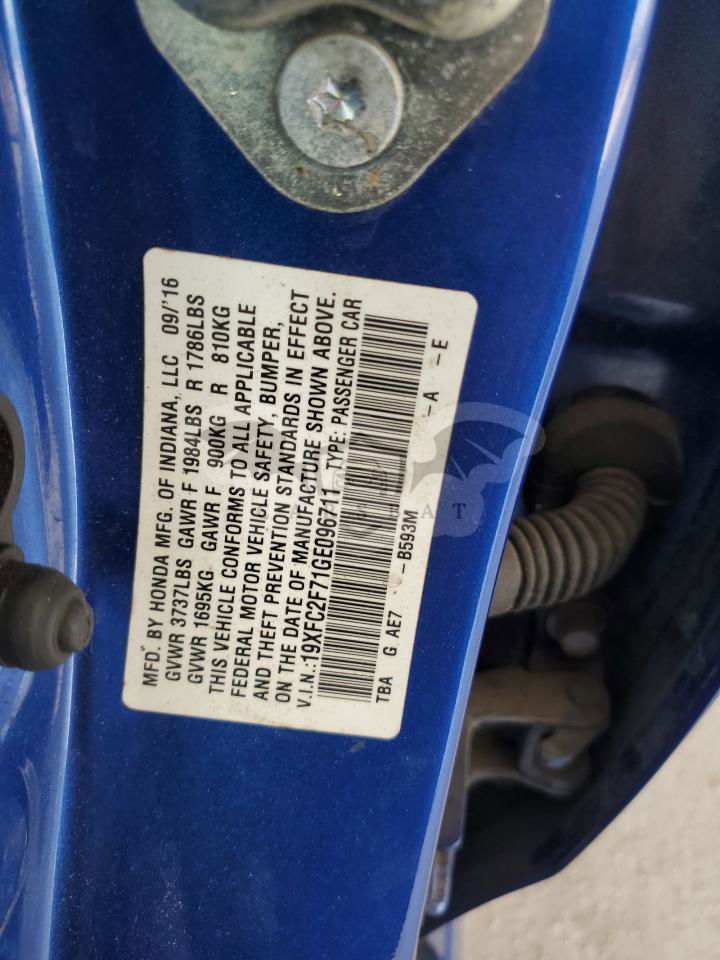 MFD. BY HONDA MFG. OF INDIANA, LLC 09/'16
GVWR 3737LBS GAWR F 1984LBS R 1786LBS
GVWR 1695KG GAWR F 900KG R 810KG
THIS VEHICLE CONFORMS TO ALL APPLICABLE
FEDERAL MOTOR VEHICLE SAFETY, BUMPER,
AND THEFT PREVENTION STANDARDS IN EFFECT
ON THE DATE OF MANUFACTURE SHOWN ABOVE.
V.I.N.:19XFC2F71GE096711 TYPE: PASSENGER CAR
TBA G AE7 -B593M -A -E